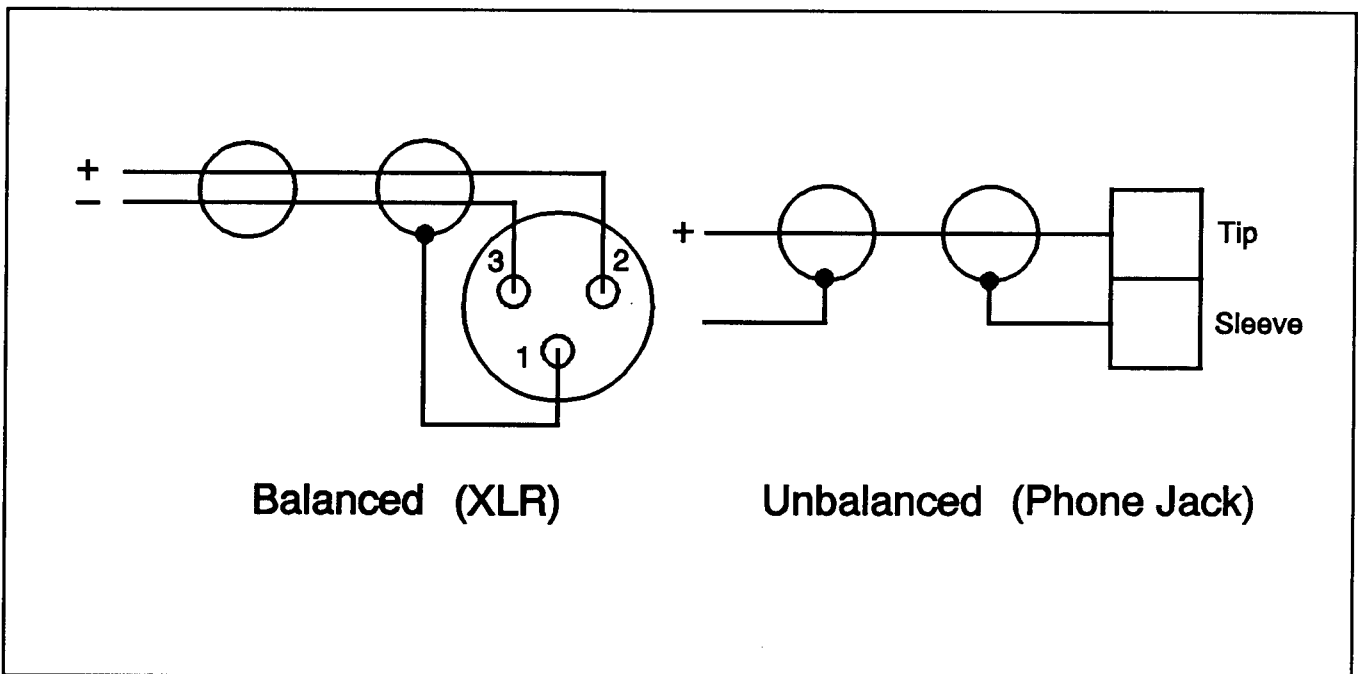 +
−
3
2
1
Balanced (XLR)
+
Tip
Sleeve
Unbalanced (Phone Jack)